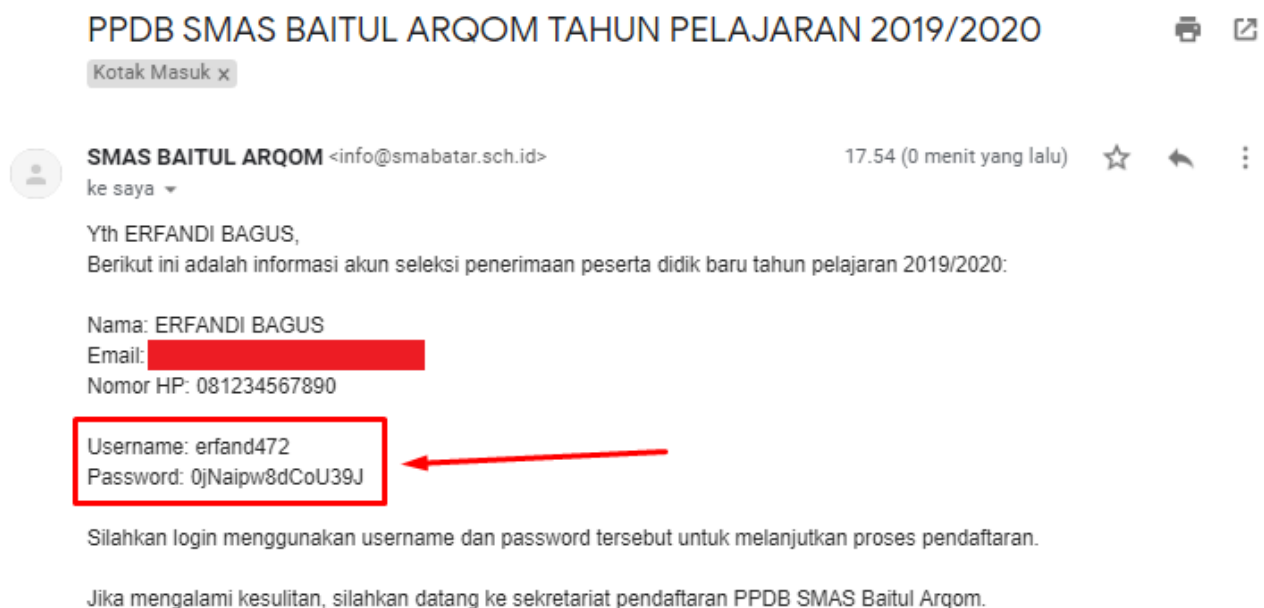 PPDB SMAS BAITUL ARQOM TAHUN PELAJARAN 2019/2020
Kotak Masuk x
SMAS BAITUL ARQOM <info@smabatar.sch.id> 17.54 (0 menit yang lalu)
ke saya
Yth ERFANDI BAGUS,
Berikut ini adalah informasi akun seleksi penerimaan peserta didik baru tahun pelajaran 2019/2020:
Nama: ERFANDI BAGUS
Email:
Nomor HP: 081234567890
Username: erfand472
Password: 0jNaipw8dCoU39J
Silahkan login menggunakan username dan password tersebut untuk melanjutkan proses pendaftaran.
Jika mengalami kesulitan, silahkan datang ke sekretariat pendaftaran PPDB SMAS Baitul Arqom.